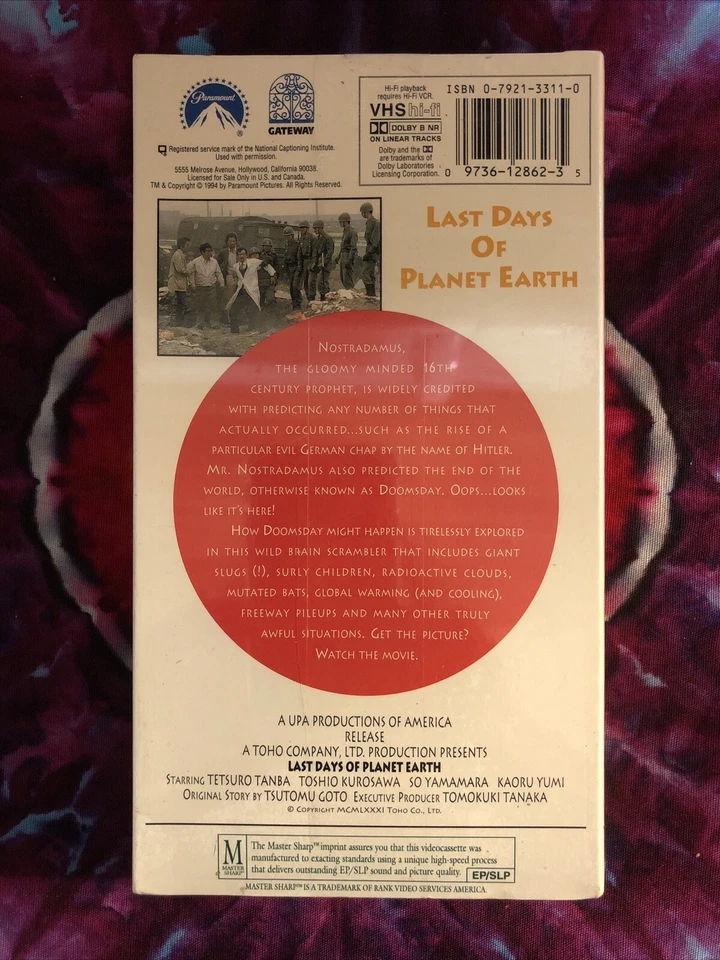 Paramount
®
GATEWAY
Registered service mark of the National Captioning Institute.
Used with permission.
5555 Melrose Avenue, Hollywood, California 90038.
Licensed for Sale Only in U.S. and Canada.
TM & Copyright © 1994 by Paramount Pictures. All Rights Reserved.
Hi-Fi playback
requires Hi-Fi VCR.
VHS hi-fi
DOLBY B NR
ON LINEAR TRACKS
Dolby and the
are trademarks of
Dolby Laboratories
Licensing Corporation.
ISBN 0-7921-3311-0
0 9736-12862-3 5
LAST DAYS
OF
PLANET EARTH
NOSTRADAMUS,
THE GLOOMY MINDED 16TH
CENTURY PROPHET, IS WIDELY CREDITED
WITH PREDICTING ANY NUMBER OF THINGS THAT
ACTUALLY OCCURRED...SUCH AS THE RISE OF A
PARTICULAR EVIL GERMAN CHAP BY THE NAME OF HITLER.
MR. NOSTRADAMUS ALSO PREDICTED THE END OF THE
WORLD, OTHERWISE KNOWN AS DOOMSDAY. OOPS...LOOKS
LIKE IT'S HERE!
HOW DOOMSDAY MIGHT HAPPEN IS TIRELESSLY EXPLORED
IN THIS WILD BRAIN SCRAMBLER THAT INCLUDES GIANT
SLUGS (!), SURLY CHILDREN, RADIOACTIVE CLOUDS,
MUTATED BATS, GLOBAL WARMING (AND COOLING),
FREEWAY PILEUPS AND MANY OTHER TRULY
AWFUL SITUATIONS. GET THE PICTURE?
WATCH THE MOVIE.
A UPA PRODUCTIONS OF AMERICA
RELEASE
A TOHO COMPANY, LTD. PRODUCTION PRESENTS
LAST DAYS OF PLANET EARTH
STARRING TETSURO TANBA TOSHIO KUROSAWA SO YAMAMARA KAORU YUMI
ORIGINAL STORY BY TSUTOMU GOTO EXECUTIVE PRODUCER TOMOKUKI TANAKA
© COPYRIGHT MCMLXXXI TOHO CO., LTD.
M
MASTER
SHARP™
The Master Sharp™ imprint assures you that this videocassette was
manufactured to exacting standards using a unique high-speed process
that delivers outstanding EP/SLP sound and picture quality.
EP/SLP
MASTER SHARP™ IS A TRADEMARK OF RANK VIDEO SERVICES AMERICA.